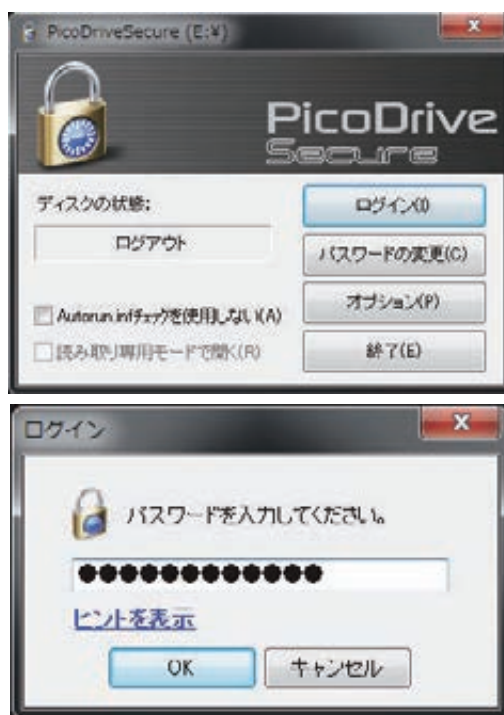 PicoDriveSecure (E:¥)
PicoDrive
Secure
ディスクの状態:
ログアウト
Autorun.infチェックを使用しない(A)
読み取り専用モードで開く(R)
ログイン(I)
パスワードの変更(C)
オプション(P)
終了(E)
ログイン
パスワードを入力してください。
●●●●●●●●●●●●
ヒントを表示
OK
キャンセル